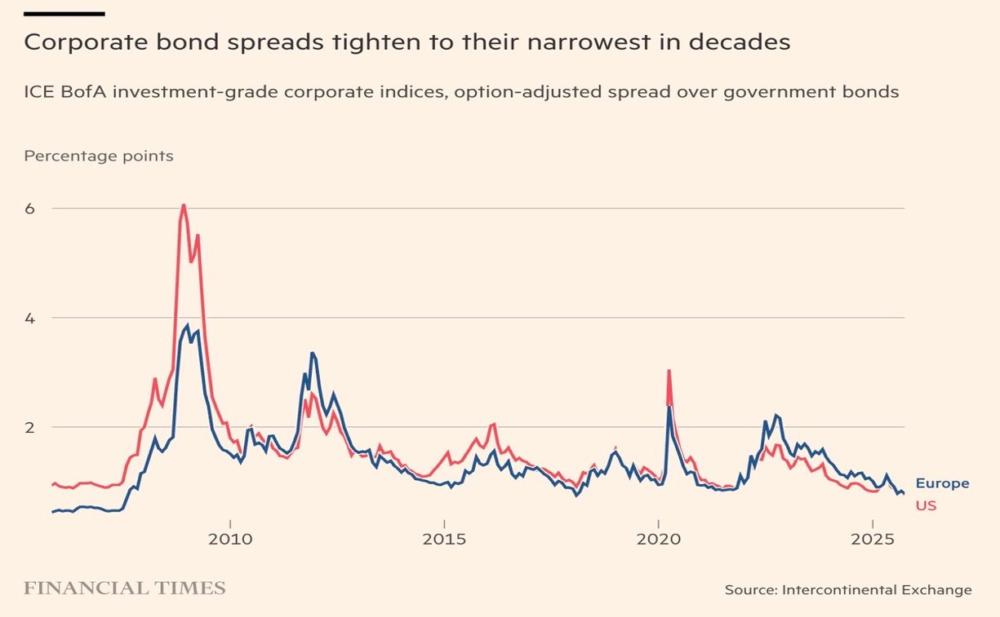 Corporate bond spreads tighten to their narrowest in decades
ICE BofA investment-grade corporate indices, option-adjusted spread over government bonds
Percentage points
6
4
2
Europe
US
2010 2015 2020 2025
FINANCIAL TIMES
Source: Intercontinental Exchange